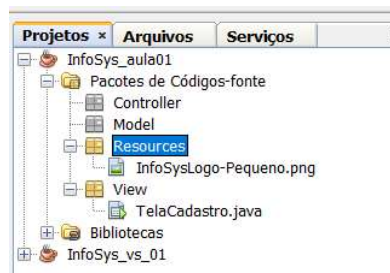 Projetos × Arquivos Serviços
InfoSys_aula01
Pacotes de Códigos-fonte
Controller
Model
Resources
InfoSysLogo-Pequeno.png
View
TelaCadastro.java
Bibliotecas
InfoSys_vs_01